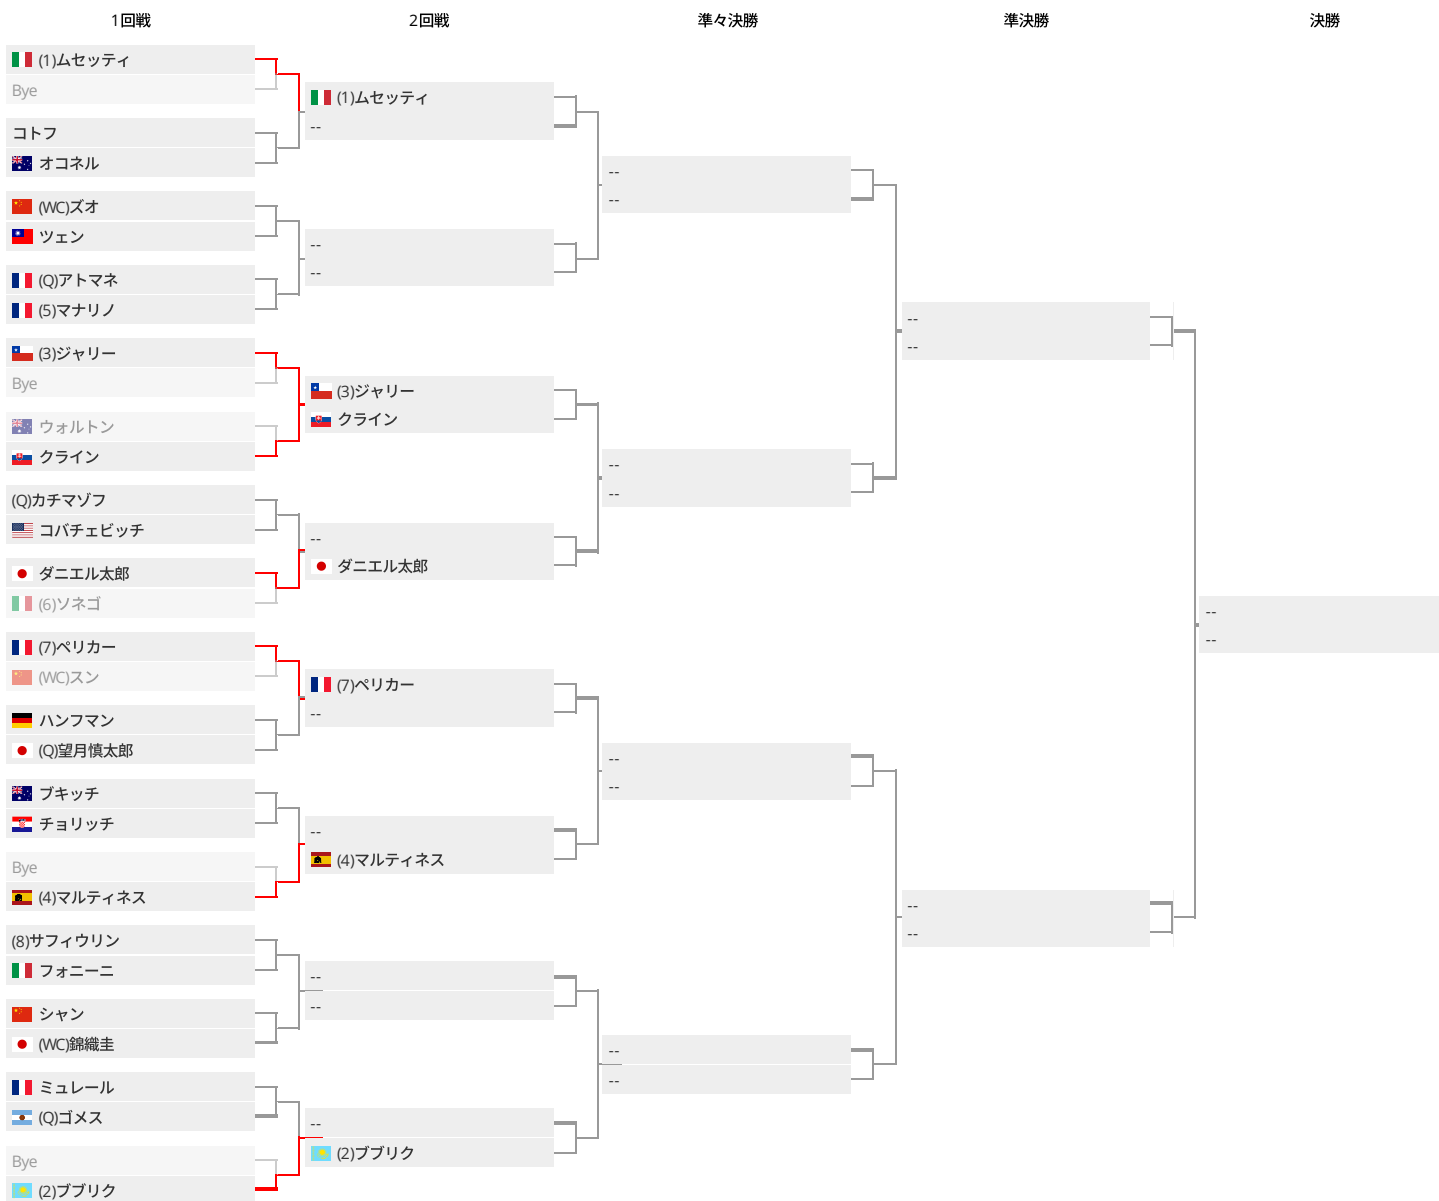 1回戦
2回戦
準々決勝
準決勝
決勝
(1)ムセッティ
Bye
コトフ
オコネル
(WC)ズオ
ツェン
(Q)アトマネ
(5)マナリノ
(3)ジャリー
Bye
ウォルトン
クライン
(Q)カチマゾフ
コバチェビッチ
ダニエル太郎
(6)ソネゴ
(7)ペリカー
(WC)スン
ハンフマン
(Q)望月慎太郎
ブキッチ
チョリッチ
Bye
(4)マルティネス
(8)サフィウリン
フォニーニ
シャン
(WC)錦織圭
ミュレール
(Q)ゴメス
Bye
(2)ブブリク
(1)ムセッティ
--
--
--
(3)ジャリー
クライン
--
ダニエル太郎
(7)ペリカー
--
--
(4)マルティネス
--
--
--
(2)ブブリク
--
--
--
--
--
--
--
--
--
--
--
--
--
--